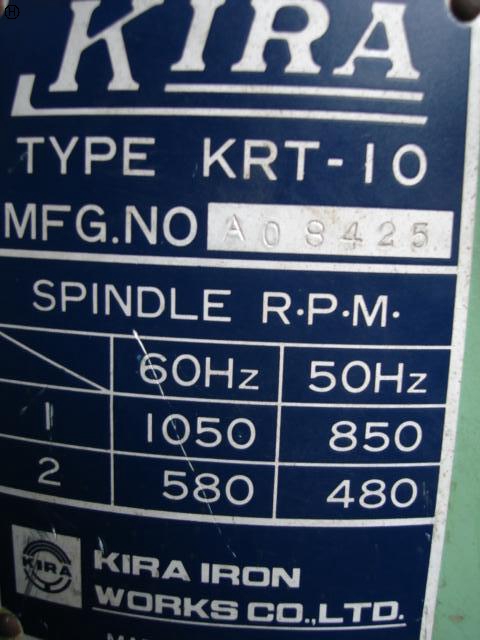 KIRA
TYPE KRT-10
MFG.NO A08425
SPINDLE R·P·M·
60Hz 50Hz
1 1050 850
2 580 480
KIRA
KIRA IRON
WORKS CO.,LTD.